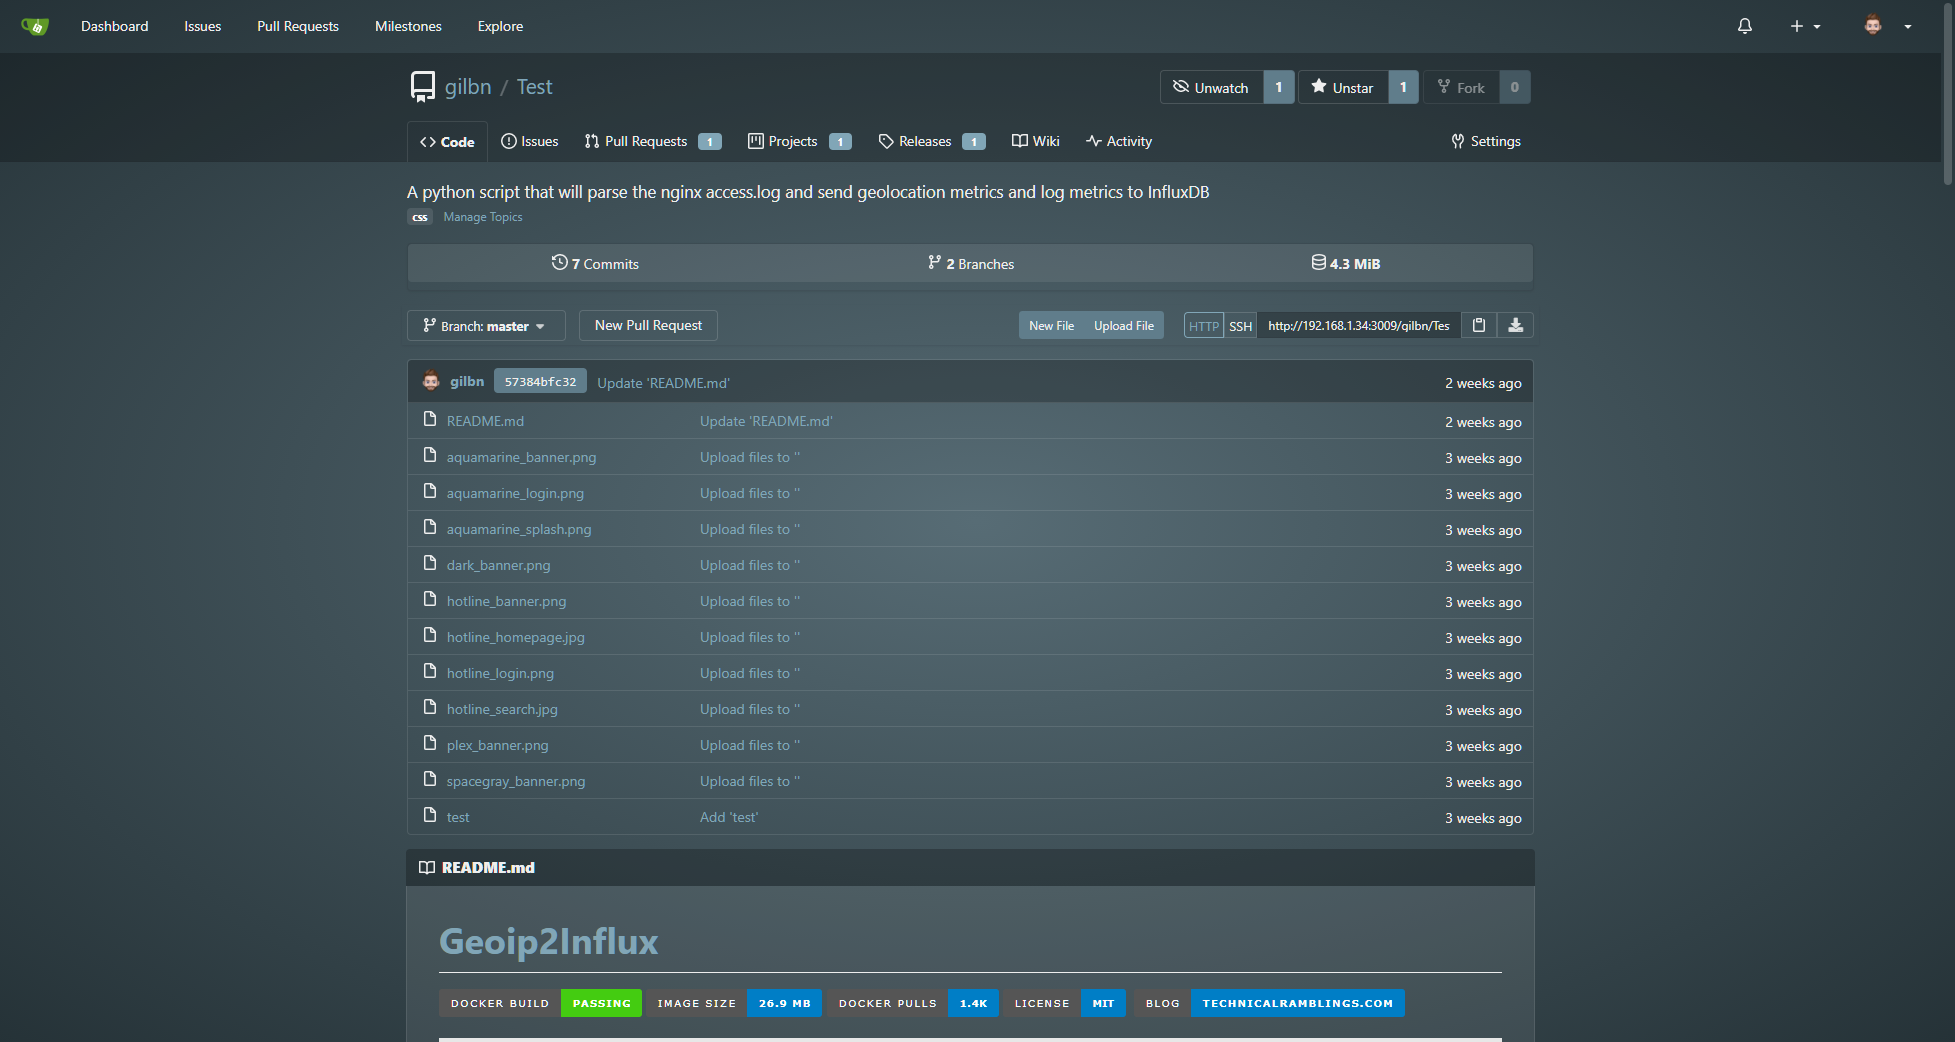 Dashboard Issues Pull Requests Milestones Explore
gilbn / Test
Unwatch 1 Unstar 1 Fork 0
Code Issues Pull Requests 1 Projects 1 Releases 1 Wiki Activity Settings
A python script that will parse the nginx access.log and send geolocation metrics and log metrics to InfluxDB
css Manage Topics
7 Commits 2 Branches 4.3 MiB
Branch: master New Pull Request New File Upload File HTTP SSH http://192.168.1.34:3009/gilbn/Tes
gilbn 57384bfc32 Update 'README.md' 2 weeks ago
README.md Update 'README.md' 2 weeks ago
aquamarine_banner.png Upload files to '' 3 weeks ago
aquamarine_login.png Upload files to '' 3 weeks ago
aquamarine_splash.png Upload files to '' 3 weeks ago
dark_banner.png Upload files to '' 3 weeks ago
hotline_banner.png Upload files to '' 3 weeks ago
hotline_homepage.jpg Upload files to '' 3 weeks ago
hotline_login.png Upload files to '' 3 weeks ago
hotline_search.jpg Upload files to '' 3 weeks ago
plex_banner.png Upload files to '' 3 weeks ago
spacegray_banner.png Upload files to '' 3 weeks ago
test Add 'test' 3 weeks ago
README.md
Geoip2Influx
DOCKER BUILD PASSING IMAGE SIZE 26.9 MB DOCKER PULLS 1.4K LICENSE MIT BLOG TECHNICALRAMBLINGS.COM